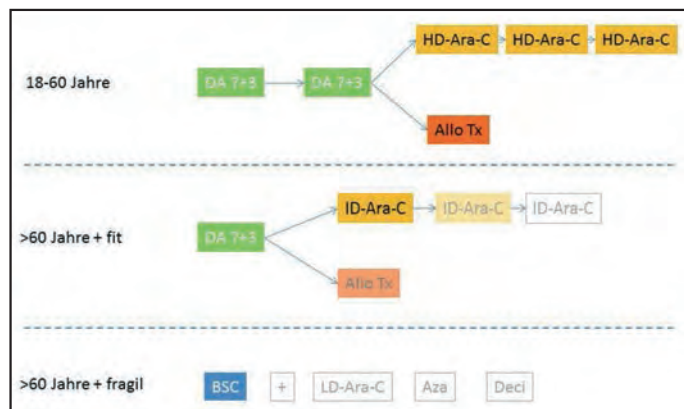 HD-Ara-C HD-Ara-C HD-Ara-C
18-60 Jahre DA 7+3 DA 7+3
Allo Tx
ID-Ara-C ID-Ara-C ID-Ara-C
>60 Jahre + fit DA 7+3
Allo Tx
>60 Jahre + fragil BSC + LD-Ara-C Aza Deci